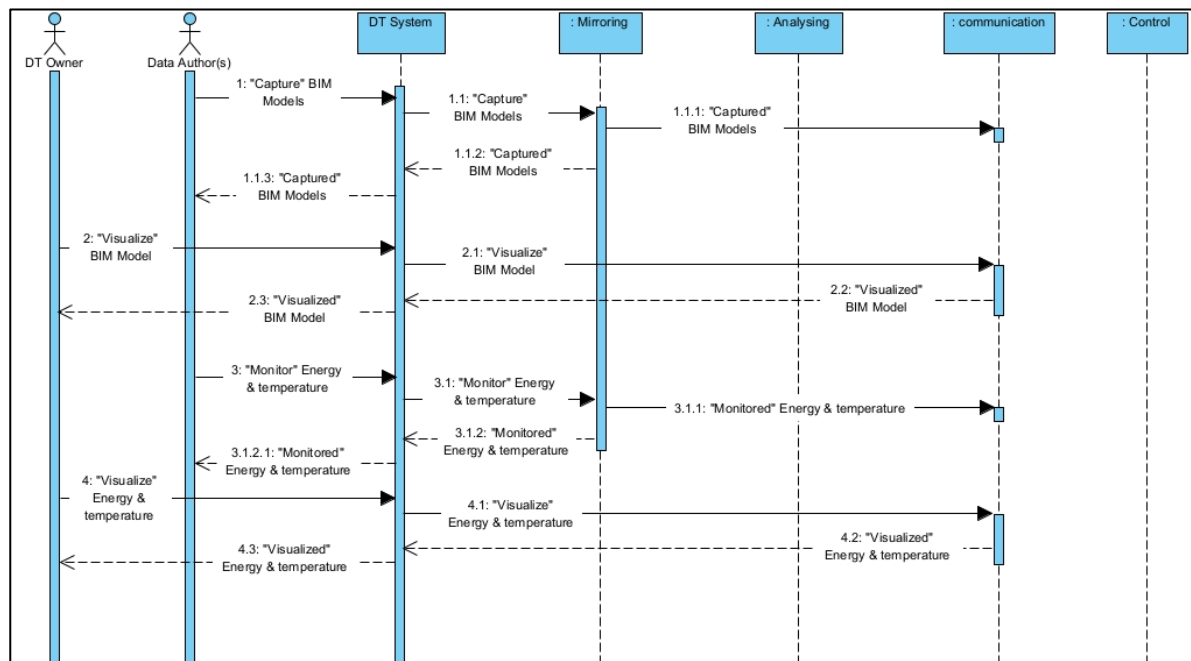 DT System
: Mirroring
: Analysing
: communication
: Control
DT Owner
Data Author(s)
1: "Capture" BIM
Models
1.1: "Capture"
BIM Models
1.1.1: "Captured"
BIM Models
1.1.2: "Captured"
BIM Models
1.1.3: "Captured"
BIM Models
2: "Visualize"
BIM Model
2.1: "Visualize"
BIM Model
2.2: "Visualized"
BIM Model
2.3: "Visualized"
BIM Model
3: "Monitor" Energy
& temperature
3.1: "Monitor" Energy
& temperature
3.1.1: "Monitored" Energy & temperature
3.1.2: "Monitored"
Energy & temperature
3.1.2.1: "Monitored"
Energy & temperature
4: "Visualize"
Energy &
temperature
4.1: "Visualize"
Energy & temperature
4.2: "Visualized"
Energy & temperature
4.3: "Visualized"
Energy & temperature